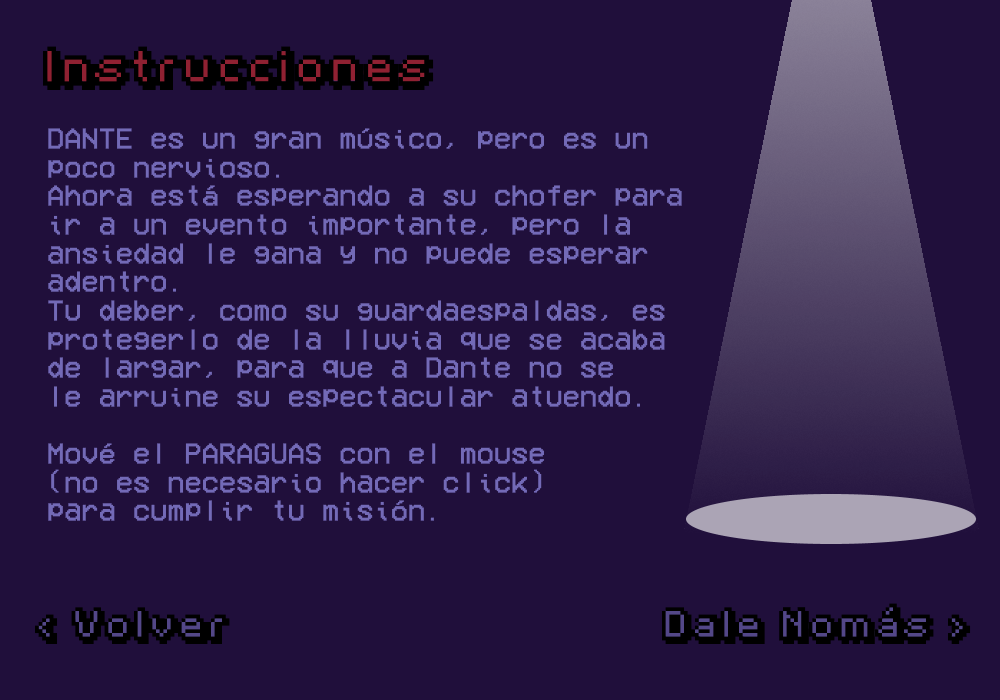 Instrucciones
DANTE es un gran músico, pero es un
poco nervioso.
Ahora está esperando a su chofer para
ir a un evento importante, pero la
ansiedad le gana y no puede esperar
adentro.
Tu deber, como su guardaespaldas, es
protegerlo de la lluvia que se acaba
de largar, para que a Dante no se
le arruine su espectacular atuendo.
Mové el PARAGUAS con el mouse
(no es necesario hacer click)
para cumplir tu misión.
< Volver
Dale Nomás >